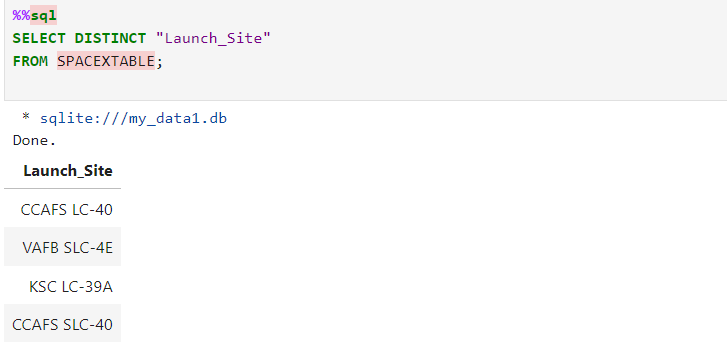 %%sql
SELECT DISTINCT "Launch_Site"
FROM SPACEXTABLE;
* sqlite:///my_data1.db
Done.
Launch_Site
CCAFS LC-40
VAFB SLC-4E
KSC LC-39A
CCAFS SLC-40